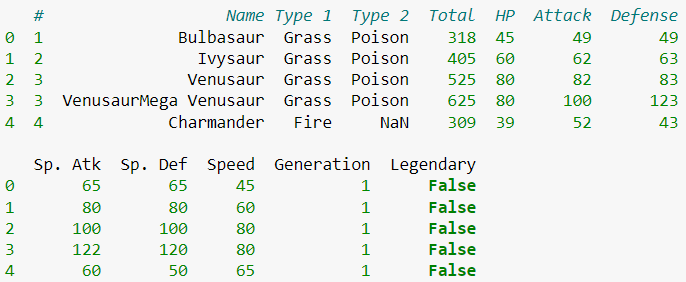 # Name Type 1 Type 2 Total HP Attack Defense
0 1 Bulbasaur Grass Poison 318 45 49 49
1 2 Ivysaur Grass Poison 405 60 62 63
2 3 Venusaur Grass Poison 525 80 82 83
3 3 VenusaurMega Venusaur Grass Poison 625 80 100 123
4 4 Charmander Fire NaN 309 39 52 43
Sp. Atk Sp. Def Speed Generation Legendary
0 65 65 45 1 False
1 80 80 60 1 False
2 100 100 80 1 False
3 122 120 80 1 False
4 60 50 65 1 False